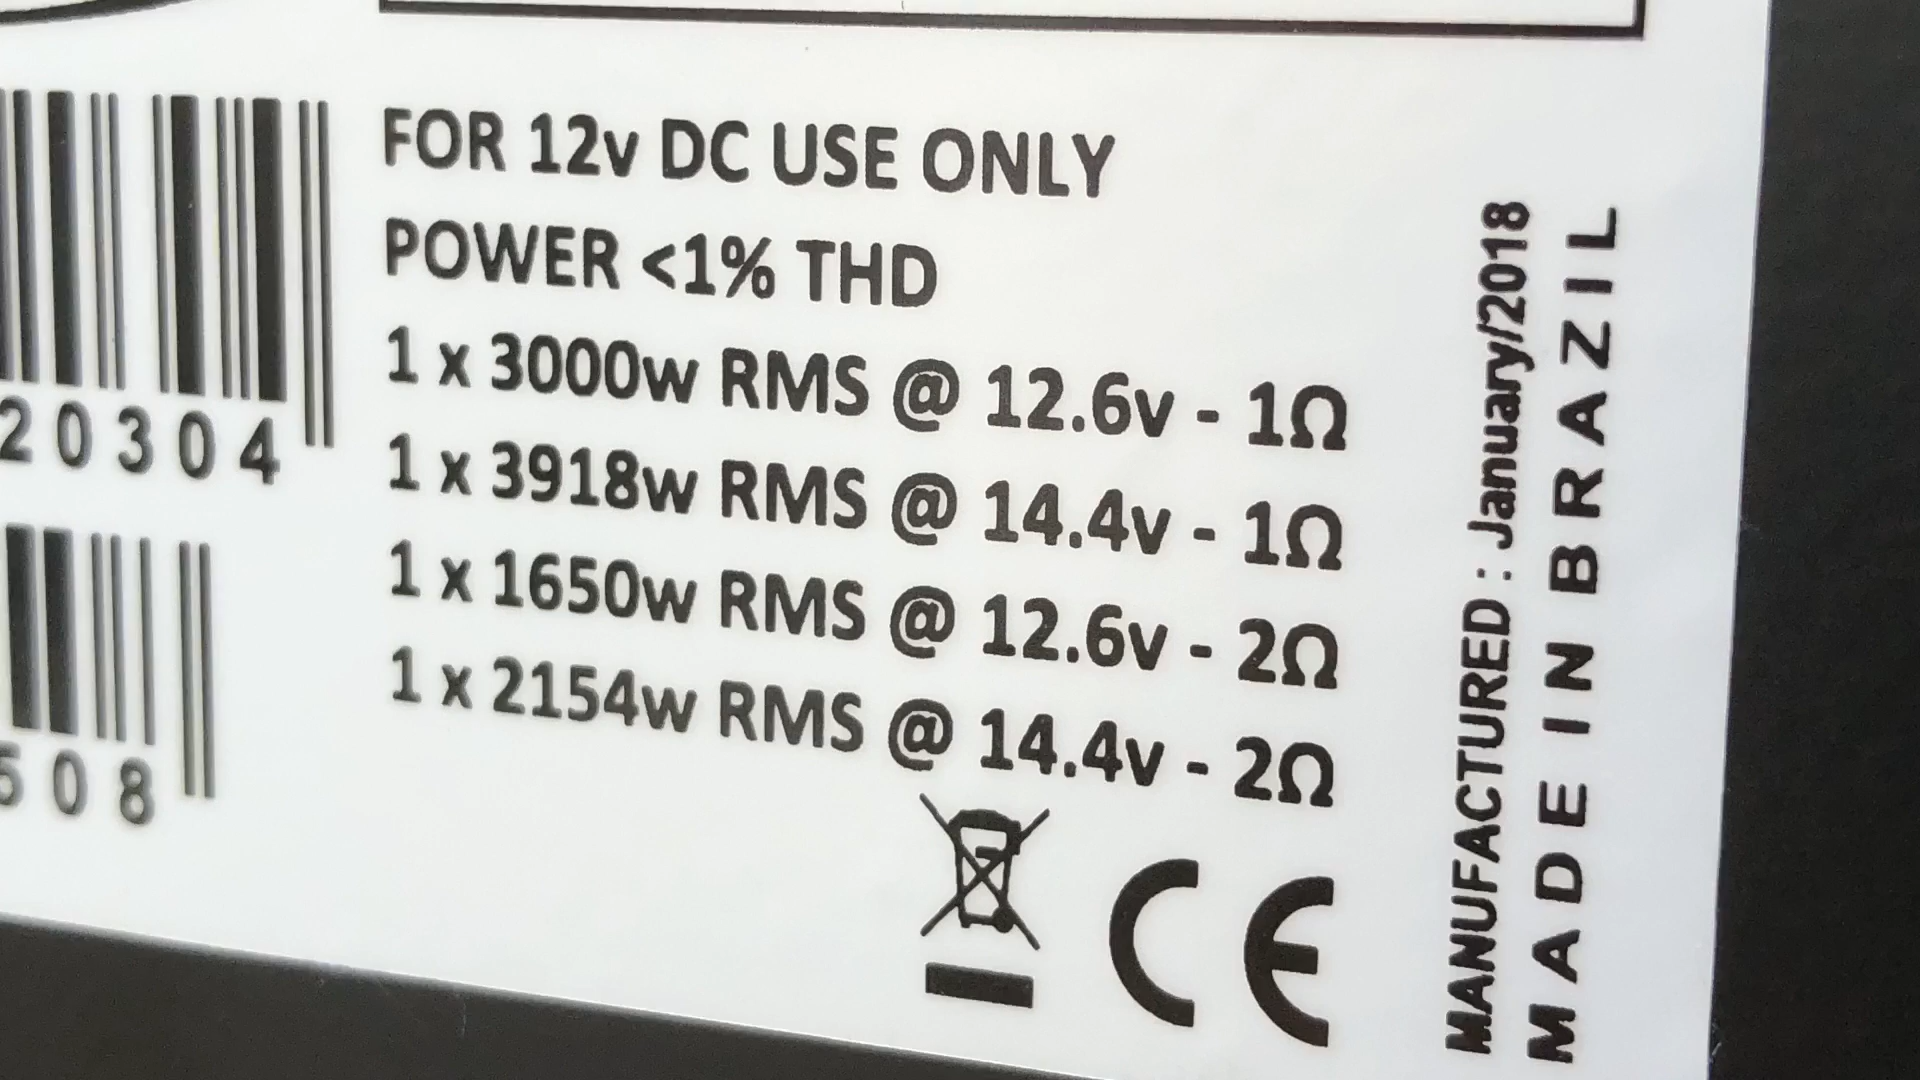 FOR 12v DC USE ONLY
POWER <1% THD
1 x 3000w RMS @ 12.6v - 1Ω
1 x 3918w RMS @ 14.4v - 1Ω
1 x 1650w RMS @ 12.6v - 2Ω
1 x 2154w RMS @ 14.4v - 2Ω
20304
508
CE
MANUFACTURED : January/2018
MADE IN BRAZIL